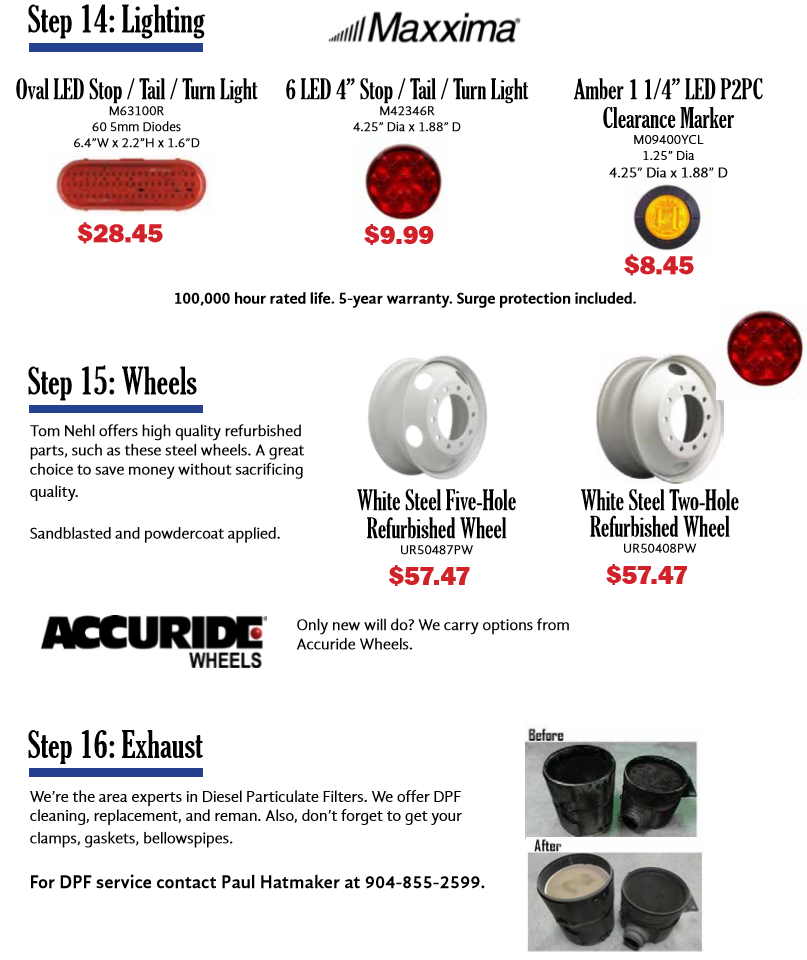 Step 14: Lighting
Maxxima®
Oval LED Stop / Tail / Turn Light
M63100R
60 5mm Diodes
6.4”W x 2.2”H x 1.6”D
$28.45
6 LED 4” Stop / Tail / Turn Light
M42346R
4.25” Dia x 1.88” D
$9.99
Amber 1 1/4” LED P2PC
Clearance Marker
M09400YCL
1.25” Dia
4.25” Dia x 1.88” D
$8.45
100,000 hour rated life. 5-year warranty. Surge protection included.
Step 15: Wheels
Tom Nehl offers high quality refurbished
parts, such as these steel wheels. A great
choice to save money without sacrificing
quality.
Sandblasted and powdercoat applied.
White Steel Five-Hole
Refurbished Wheel
UR50487PW
$57.47
White Steel Two-Hole
Refurbished Wheel
UR50408PW
$57.47
ACCURIDE
WHEELS
Only new will do? We carry options from
Accuride Wheels.
Step 16: Exhaust
We’re the area experts in Diesel Particulate Filters. We offer DPF
cleaning, replacement, and reman. Also, don’t forget to get your
clamps, gaskets, bellowspipes.
For DPF service contact Paul Hatmaker at 904-855-2599.
Before
After